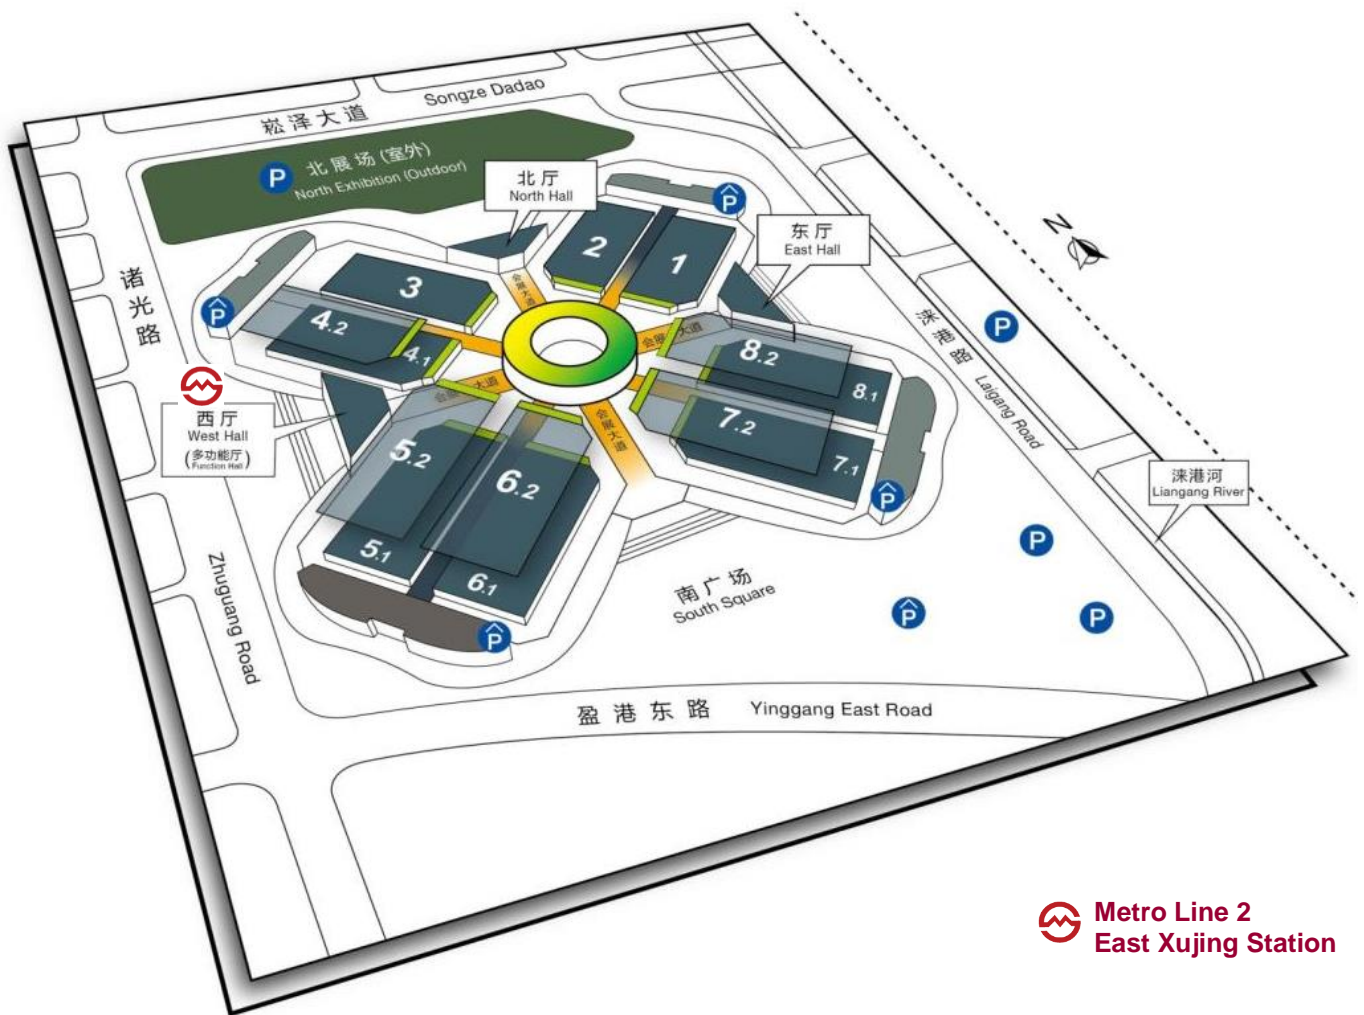 崧泽大道 Songze Dadao
P 北展场 (室外)
North Exhibition (Outdoor)
北厅
North Hall
P
东厅
East Hall
N
2
1
3
4.2
4.1
P
诸光路
会展大道
会展大道
会展大道
8.2
8.1
7.2
7.1
P
涞港路 Laigang Road
P
西厅
West Hall
(多功能厅)
Function Hall
5.2
6.2
5.1
6.1
P
涞港河
Liangang River
P
P
P
南广场
South Square
Zhuguang Road
盈港东路 Yinggang East Road
Metro Line 2
East Xujing Station